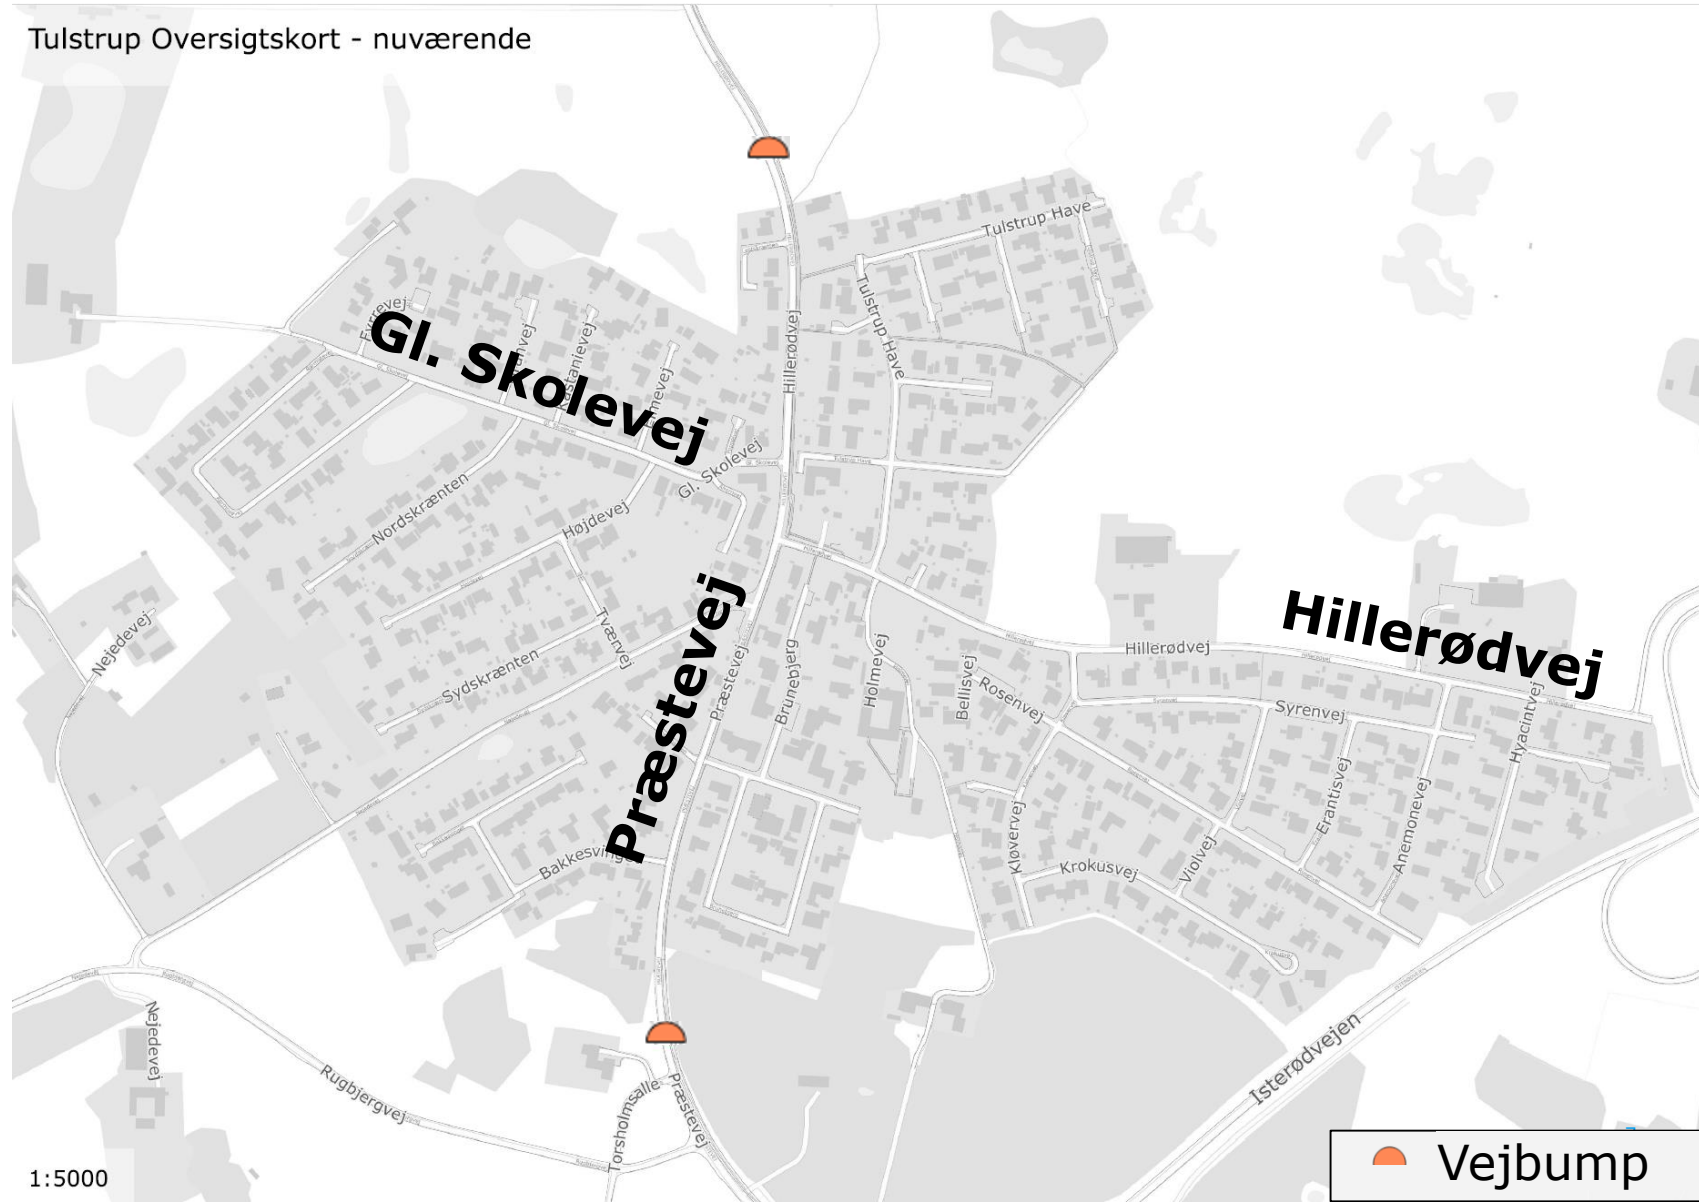 Tulstrup Oversigtskort - nuværende
Tulstrup Have
Fyrrevej
Gl. Skolevej
Kastanievej
Hillerødvej
Tulstrup Have
Gl. Skolevej
Nordskrænten
Højdevej
Præstevej
Hillerødvej
Hillerødvej
Nejedevej
Tværvej
Sydskrænten
Præstevej
Brunebjerg
Holmevej
Bellisvej
Rosenvej
Syrenvej
Hyacintvej
Erantisvej
Anemonevej
Kløvervej
Krokusvej
Violvej
Nejedevej
Rugbjergvej
Torsholmsalle
Præstevej
Isterødvejen
Vejbump
1:5000